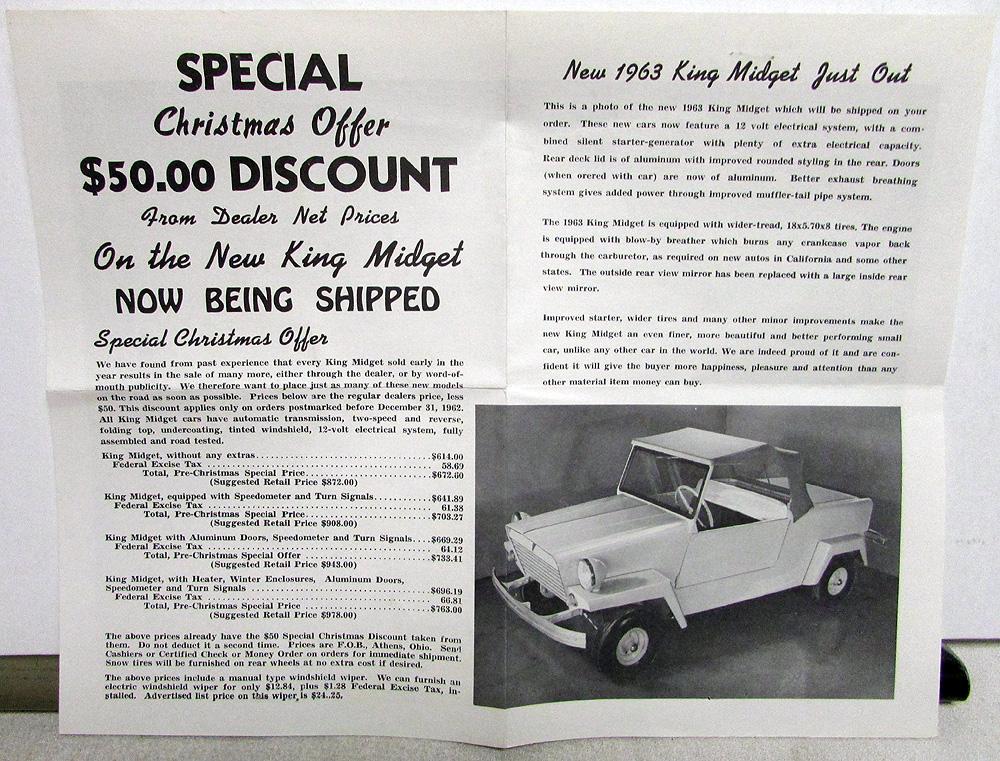 SPECIAL
Christmas Offer
$50.00 DISCOUNT
From Dealer Net Prices
On the New King Midget
NOW BEING SHIPPED
Special Christmas Offer
We have found from past experience that every King Midget sold early in the
year results in the sale of many more, either through the dealer, or by word-of-
mouth publicity. We therefore want to place just as many of these new models
on the road as soon as possible. Prices below are the regular dealers price, less
$50. This discount applies only on orders postmarked before December 31, 1962.
All King Midget cars have automatic transmission, two-speed and reverse,
folding top, undercoating, tinted windshield, 12-volt electrical system, fully
assembled and road tested.
King Midget, without any extras..............................$614.00
Federal Excise Tax .............................................. 58.69
Total, Pre-Christmas Special Price........................$672.60
(Suggested Retail Price $872.00)
King Midget, equipped with Speedometer and Turn Signals..........$641.89
Federal Excise Tax .............................................. 61.38
Total, Pre-Christmas Special Price........................$703.27
(Suggested Retail Price $908.00)
King Midget with Aluminum Doors, Speedometer and Turn Signals....$669.29
Federal Excise Tax .............................................. 64.12
Total, Pre-Christmas Special Offer ........................$733.41
(Suggested Retail Price $943.00)
King Midget, with Heater, Winter Enclosures, Aluminum Doors,
Speedometer and Turn Signals ..............................$696.19
Federal Excise Tax .............................................. 66.81
Total, Pre-Christmas Special Price ........................$763.00
(Suggested Retail Price $978.00)
The above prices already have the $50 Special Christmas Discount taken from
them. Do not deduct it a second time. Prices are F.O.B., Athens, Ohio. Send
Cashiers or Certified Check or Money Order on orders for immediate shipment.
Snow tires will be furnished on rear wheels at no extra cost if desired.
The above prices include a manual type windshield wiper. We can furnish an
electric windshield wiper for only $12.84, plus $1.28 Federal Excise Tax, in-
stalled. Advertised list price on this wiper is $24..25.
New 1963 King Midget Just Out
This is a photo of the new 1963 King Midget which will be shipped on your
order. These new cars now feature a 12 volt electrical system, with a com-
bined silent starter-generator with plenty of extra electrical capacity.
Rear deck lid is of aluminum with improved rounded styling in the rear. Doors
(when orered with car) are now of aluminum. Better exhaust breathing
system gives added power through improved muffler-tail pipe system.
The 1963 King Midget is equipped with wider-tread, 18x5.70x8 tires. The engine
is equipped with blow-by breather which burns any crankcase vapor back
through the carburetor, as required on new autos in California and some other
states. The outside rear view mirror has been replaced with a large inside rear
view mirror.
Improved starter, wider tires and many other minor improvements make the
new King Midget an even finer, more beautiful and better performing small
car, unlike any other car in the world. We are indeed proud of it and are con-
fident it will give the buyer more happiness, pleasure and attention than any
other material item money can buy.